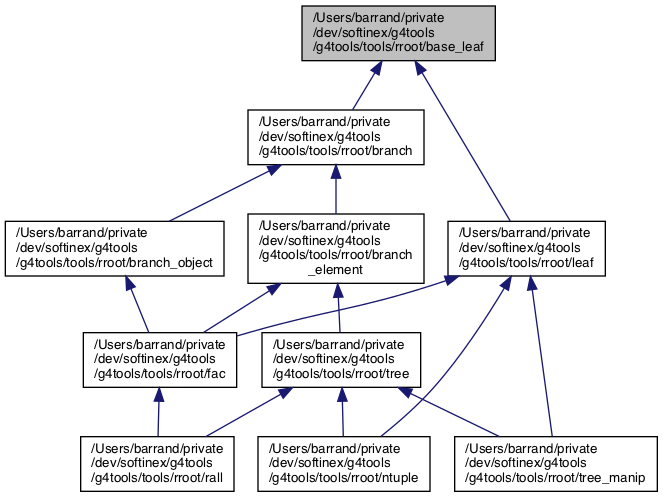 /Users/barrand/private
/dev/softinex/g4tools
/g4tools/tools/rroot/base_leaf
/Users/barrand/private
/dev/softinex/g4tools
/g4tools/tools/rroot/branch
/Users/barrand/private
/dev/softinex/g4tools
/g4tools/tools/rroot/branch_object
/Users/barrand/private
/dev/softinex/g4tools
/g4tools/tools/rroot/branch
_element
/Users/barrand/private
/dev/softinex/g4tools
/g4tools/tools/rroot/leaf
/Users/barrand/private
/dev/softinex/g4tools
/g4tools/tools/rroot/fac
/Users/barrand/private
/dev/softinex/g4tools
/g4tools/tools/rroot/tree
/Users/barrand/private
/dev/softinex/g4tools
/g4tools/tools/rroot/rall
/Users/barrand/private
/dev/softinex/g4tools
/g4tools/tools/rroot/ntuple
/Users/barrand/private
/dev/softinex/g4tools
/g4tools/tools/rroot/tree_manip